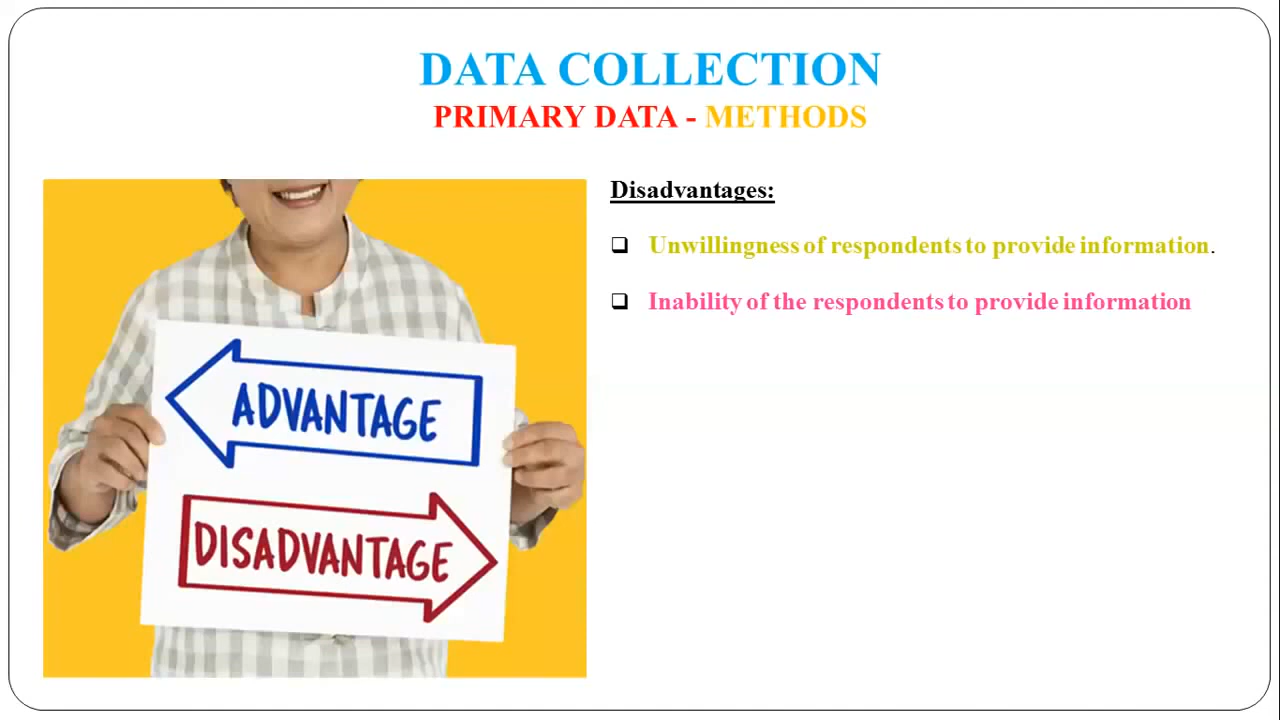 DATA COLLECTION
PRIMARY DATA - METHODS
Disadvantages:
❑ Unwillingness of respondents to provide information.
❑ Inability of the respondents to provide information
ADVANTAGE
DISADVANTAGE